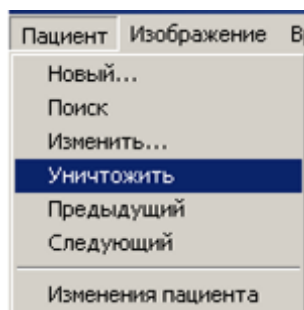 Пациент Изображение В
Новый...
Поиск
Изменить...
Уничтожить
Предыдущий
Следующий
Изменения пациента